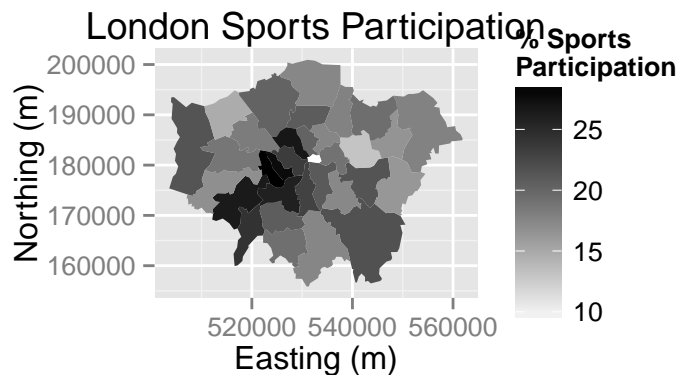 London Sports Participation
% Sports
Participation
200000
190000
180000
170000
160000
Northing (m)
520000 540000 560000
Easting (m)
25
20
15
10